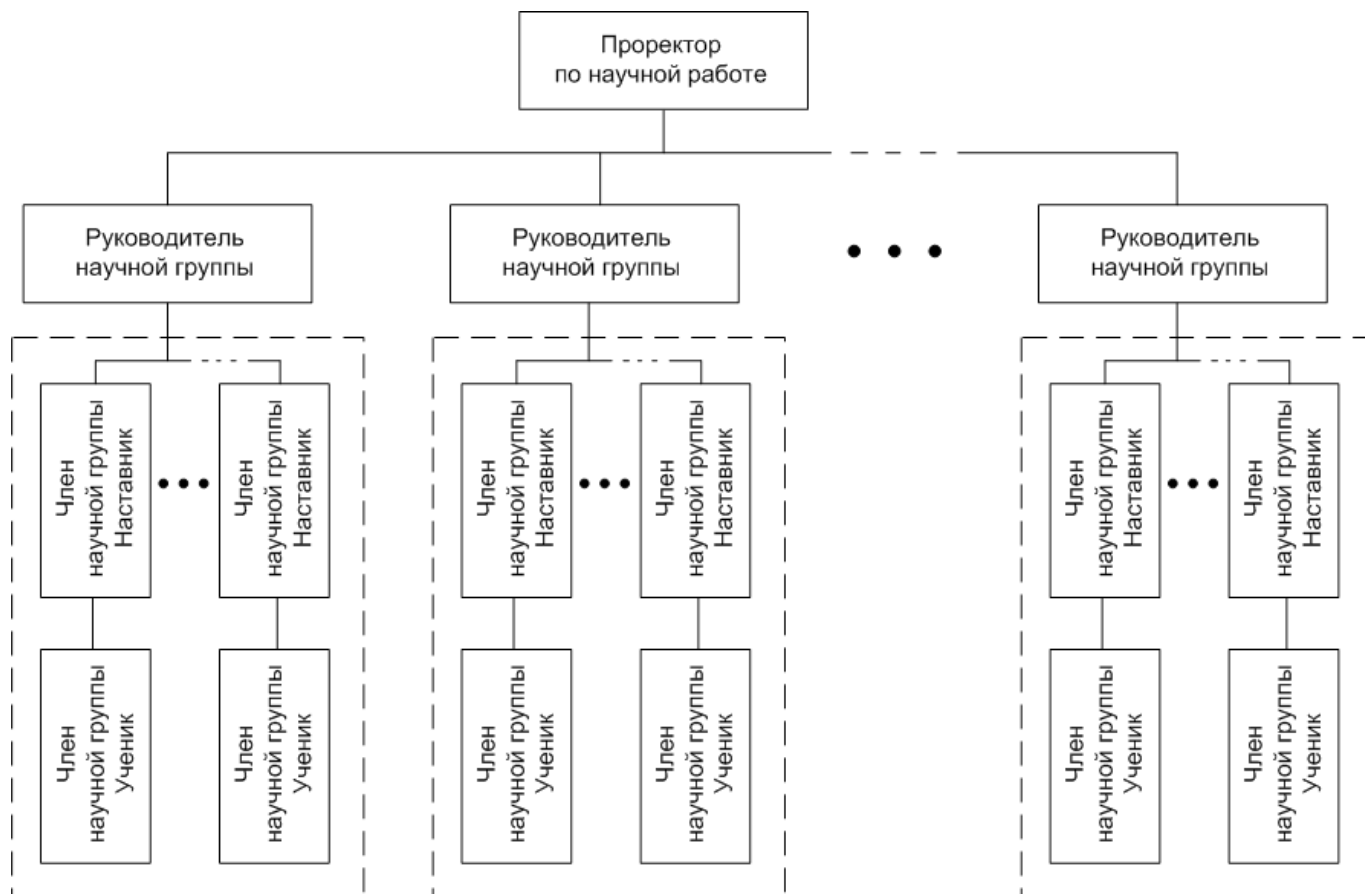 Проректор
по научной работе
Руководитель
научной группы
Руководитель
научной группы
Руководитель
научной группы
Член
научной группы
Наставник
Член
научной группы
Наставник
Член
научной группы
Наставник
Член
научной группы
Наставник
Член
научной группы
Наставник
Член
научной группы
Наставник
Член
научной группы
Ученик
Член
научной группы
Ученик
Член
научной группы
Ученик
Член
научной группы
Ученик
Член
научной группы
Ученик
Член
научной группы
Ученик